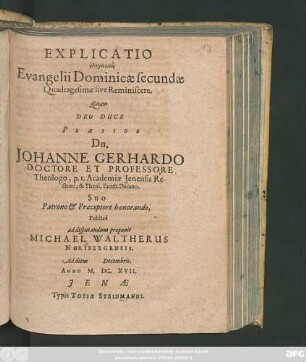 EXPLICATIO
Evangelii Dominicæ secundæ
Quadragesimæ sive Reminiscere.
Quam
DEO DUCE
PRÆSIDE
Dn.
JOHANNE GERHARDO
DOCTORE ET PROFESSORE
Theologo, p.t. Academiæ Jenensis Re-
ctore, & Theol. Facult. Decano.
Suo
Patrono & Præceptore honorando,
Publicè
ad disputandum proponit
MICHAEL WALTHERUS
NORIBERGENSIS.
Ad diem Decembris.
ANNO M. DC. XVII.
JENÆ
Typis TOBIÆ STEINMANNI.